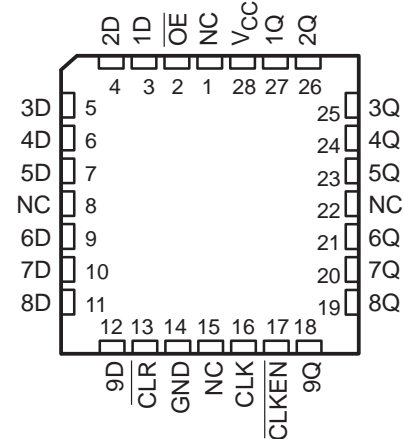 2D 1D OE NC VCC 1Q 2Q
4 3 2 1 28 27 26
3D 5 25 3Q
4D 6 24 4Q
5D 7 23 5Q
NC 8 22 NC
6D 9 21 6Q
7D 10 20 7Q
8D 11 19 8Q
12 13 14 15 16 17 18
9D CLR GND NC CLK CLKEN 9Q